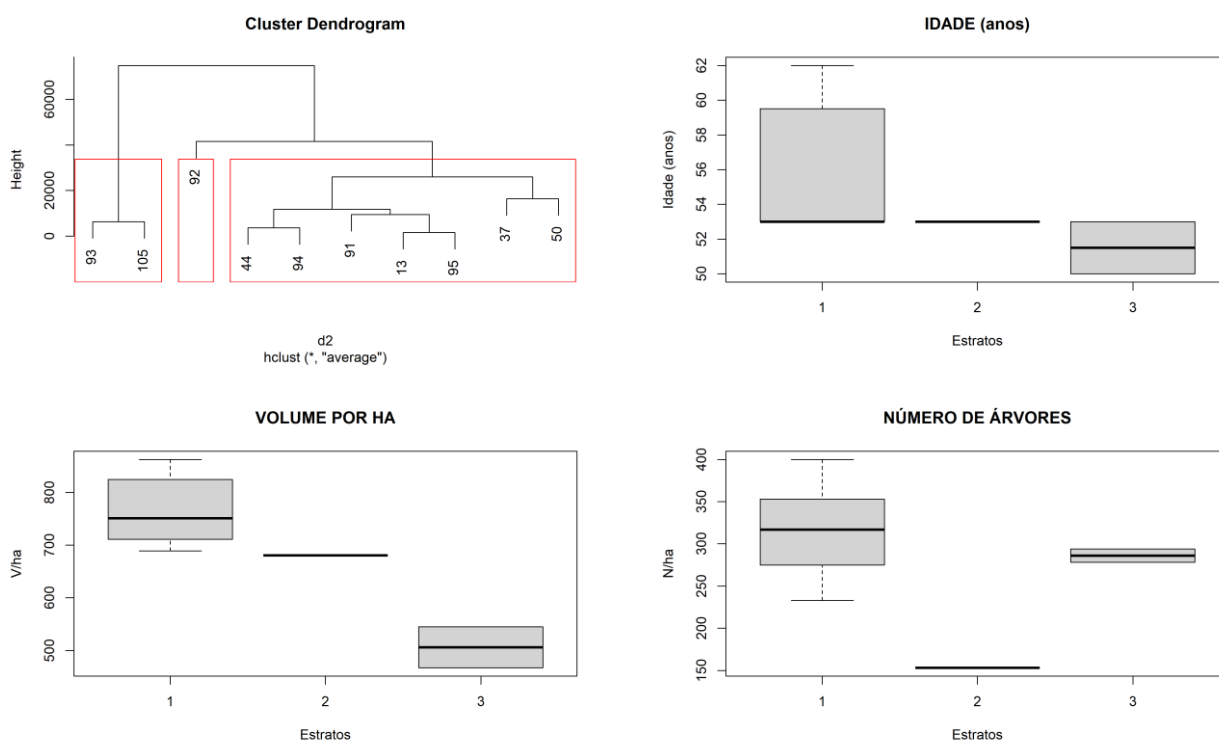 Cluster Dendrogram
Height
60000
20000
0
93
105
92
44
94
91
13
95
37
50
d2
hclust (*, "average")
IDADE (anos)
Idade (anos)
62
60
58
56
54
52
50
1 2 3
Estratos
VOLUME POR HA
V/ha
800
700
600
500
1 2 3
Estratos
NÚMERO DE ÁRVORES
N/ha
400
350
300
250
200
150
1 2 3
Estratos